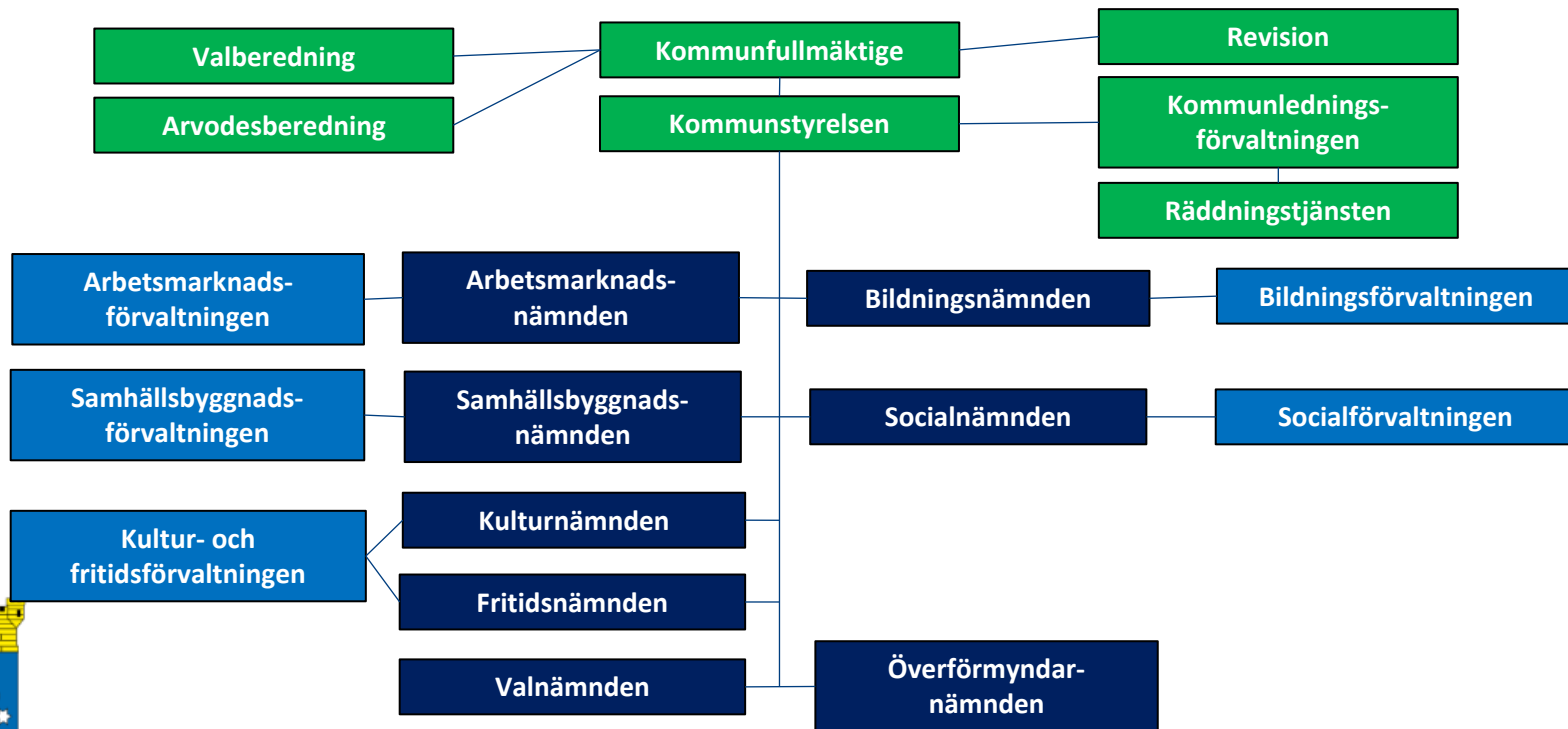 Valberedning
Kommunfullmäktige
Revision
Arvodesberedning
Kommunstyrelsen
Kommunlednings-
förvaltningen
Räddningstjänsten
Arbetsmarknads-
förvaltningen
Arbetsmarknads-
nämnden
Bildningsnämnden
Bildningsförvaltningen
Samhällsbyggnads-
förvaltningen
Samhällsbyggnads-
nämnden
Socialnämnden
Socialförvaltningen
Kultur- och
fritidsförvaltningen
Kulturnämnden
Fritidsnämnden
Valnämnden
Överförmyndar-
nämnden